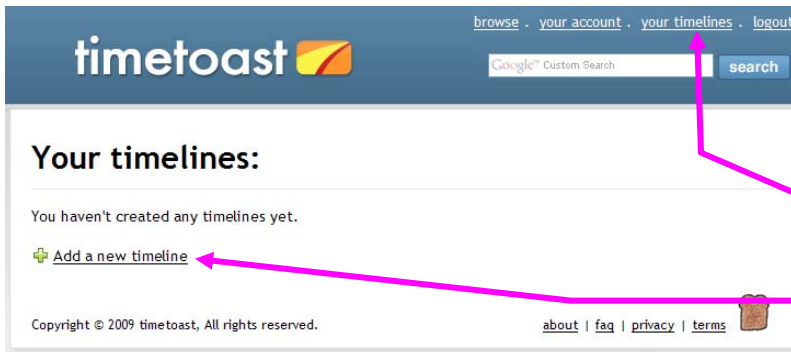 browse . your account . your timelines . logout
timetoast
Google™ Custom Search
search
Your timelines:
You haven't created any timelines yet.
Add a new timeline
Copyright © 2009 timetoast, All rights reserved.
about | faq | privacy | terms